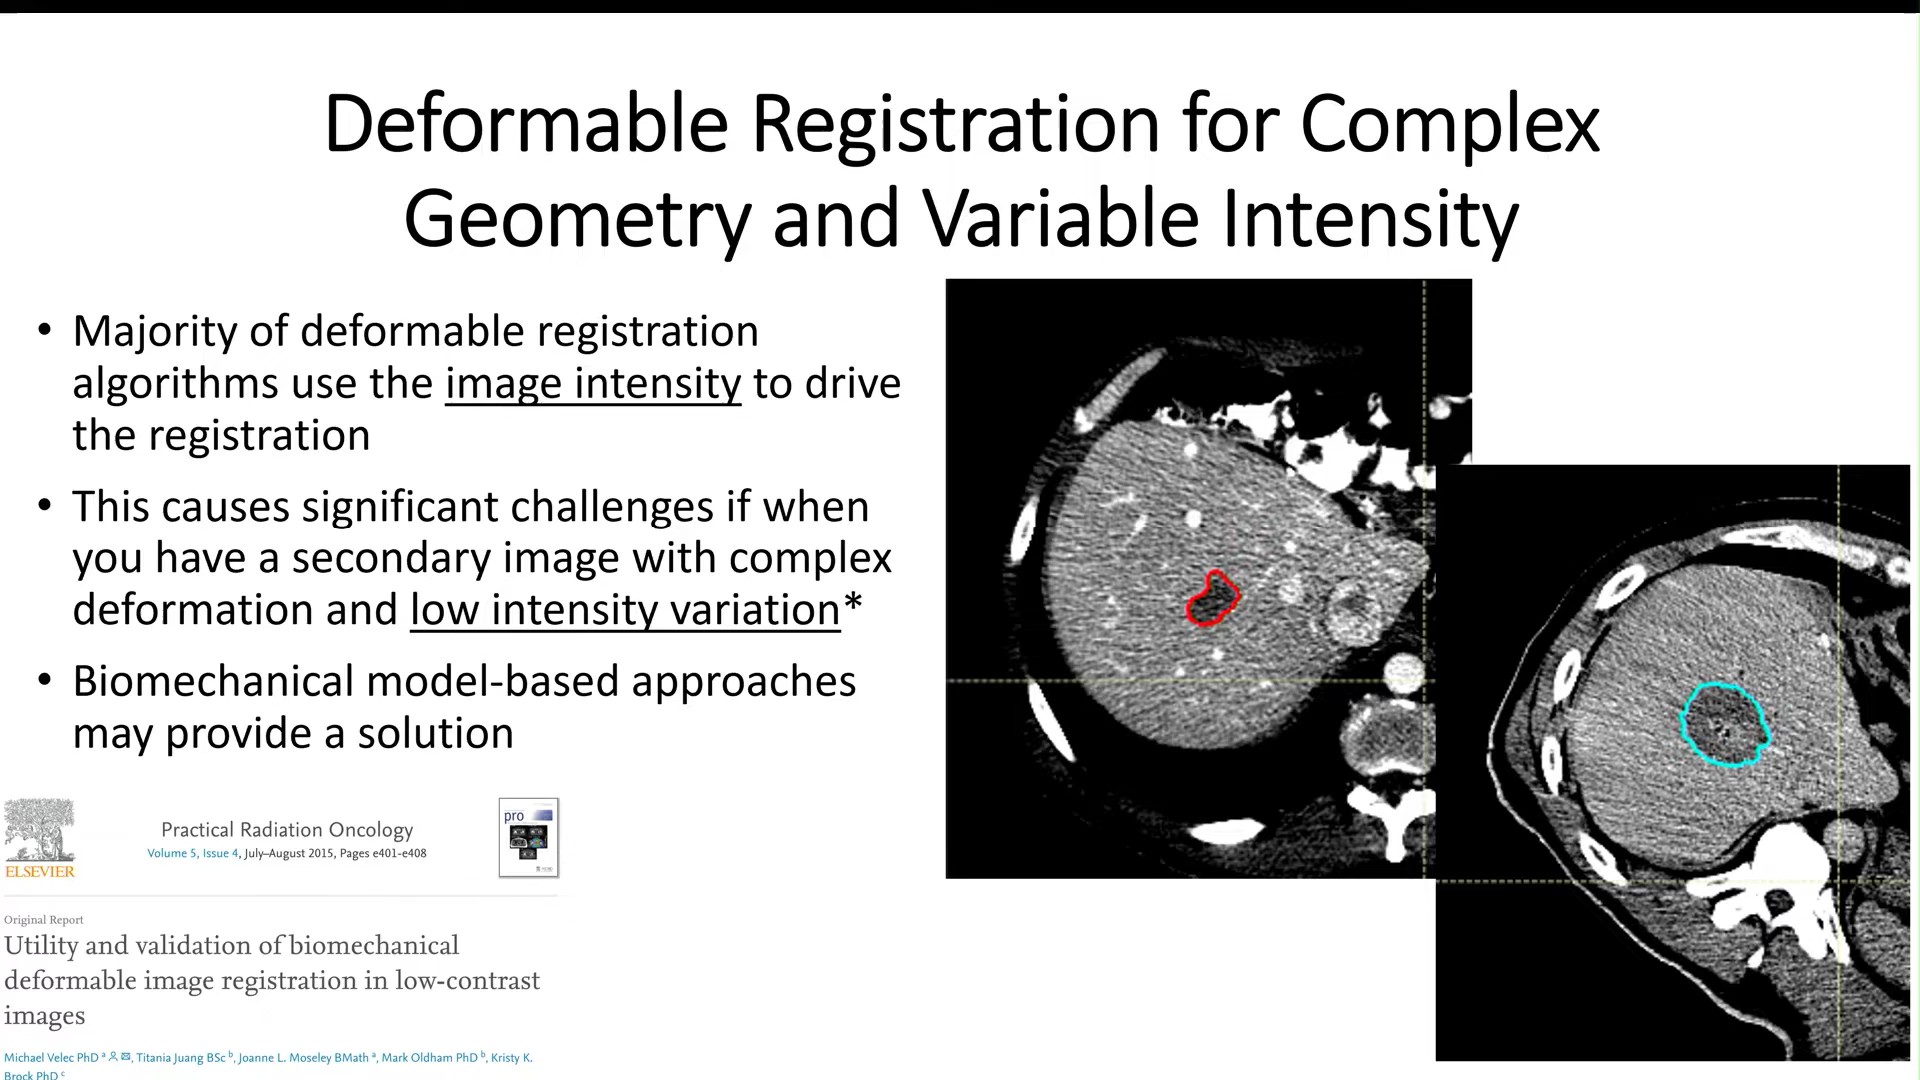 Deformable Registration for Complex
Geometry and Variable Intensity
• Majority of deformable registration
algorithms use the image intensity to drive
the registration
• This causes significant challenges if when
you have a secondary image with complex
deformation and low intensity variation*
• Biomechanical model-based approaches
may provide a solution
ELSEVIER
Practical Radiation Oncology
Volume 5, Issue 4, July–August 2015, Pages e401-e408
pro
Original Report
Utility and validation of biomechanical
deformable image registration in low-contrast
images
Michael Velec PhD a, Titania Juang BSc b, Joanne L. Moseley BMath a, Mark Oldham PhD b, Kristy K.
Brock PhD c